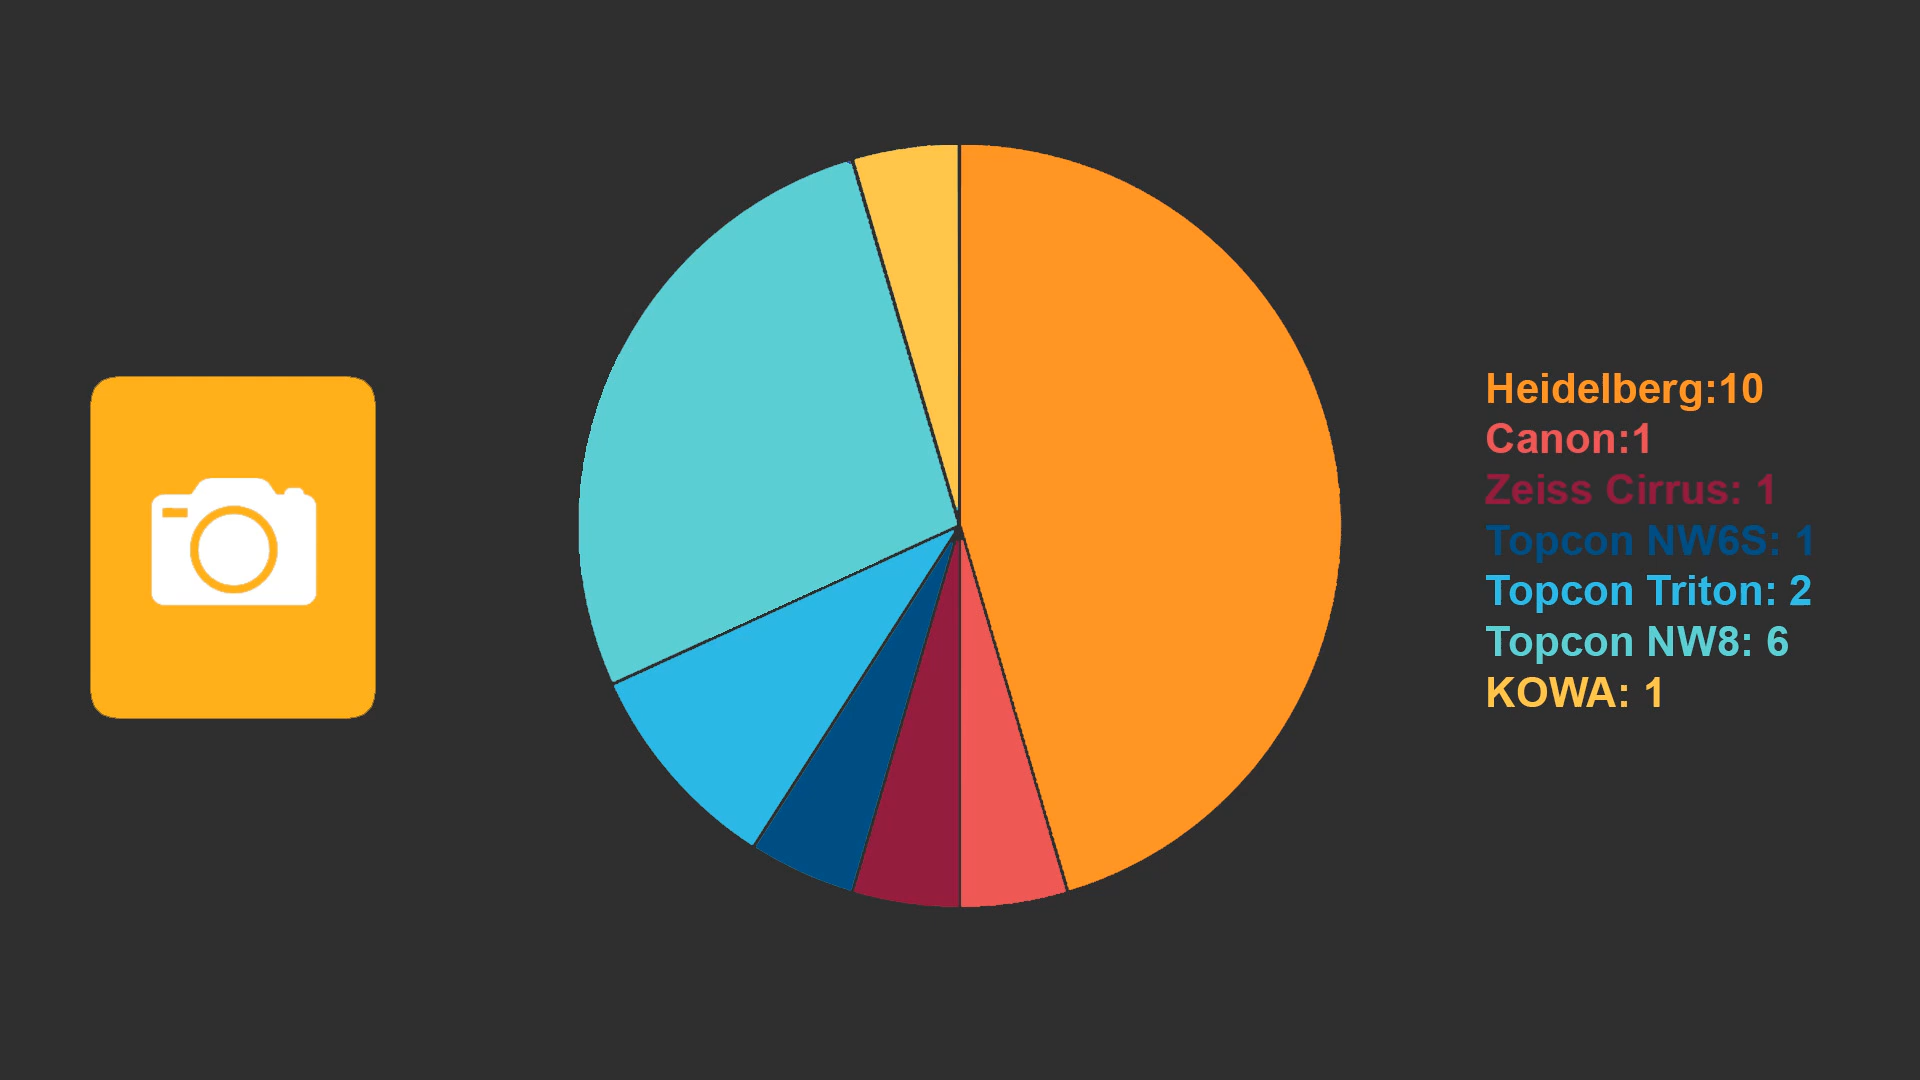 Heidelberg:10
Canon:1
Zeiss Cirrus: 1
Topcon NW6S: 1
Topcon Triton: 2
Topcon NW8: 6
KOWA: 1